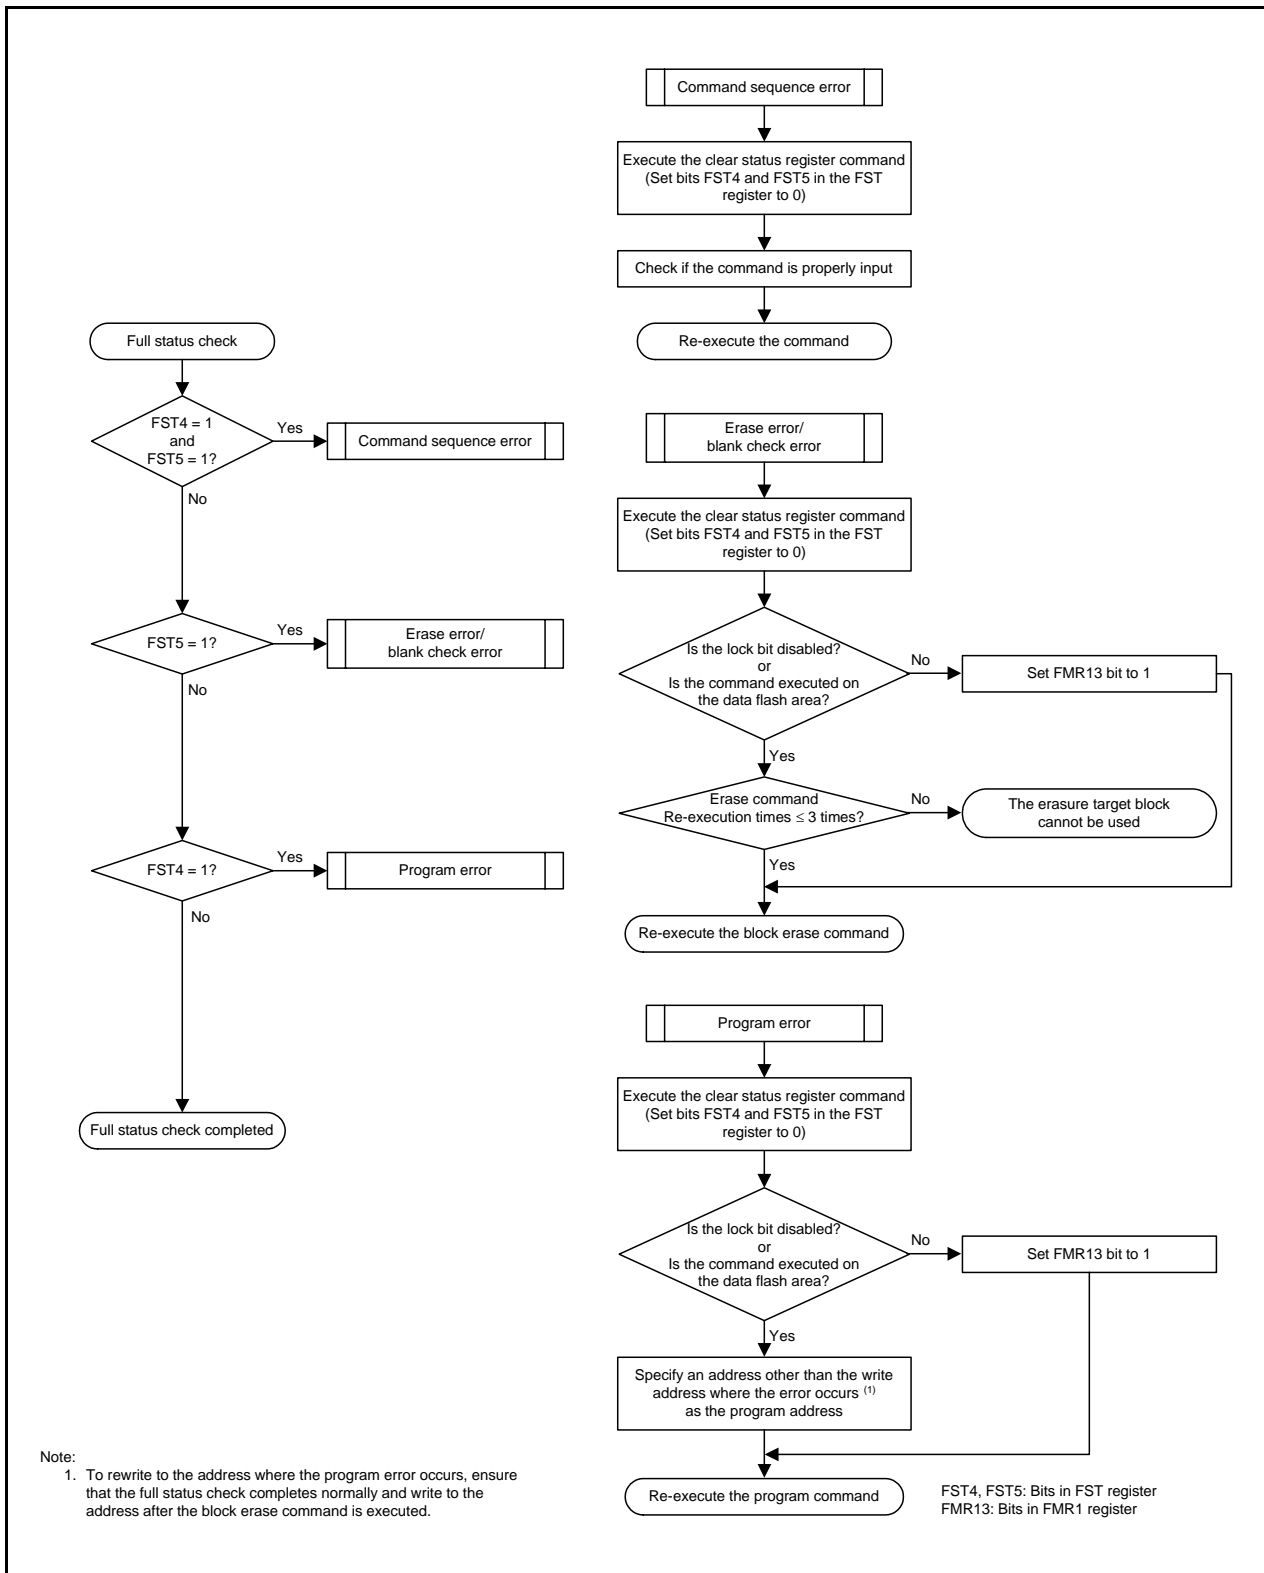 Full status check
FST4 = 1
and
FST5 = 1?
Yes
Command sequence error
No
FST5 = 1?
Yes
Erase error/
blank check error
No
FST4 = 1?
Yes
Program error
No
Full status check completed
Command sequence error
Execute the clear status register command
(Set bits FST4 and FST5 in the FST
register to 0)
Check if the command is properly input
Re-execute the command
Erase error/
blank check error
Execute the clear status register command
(Set bits FST4 and FST5 in the FST
register to 0)
Is the lock bit disabled?
or
Is the command executed on
the data flash area?
No
Set FMR13 bit to 1
Yes
Erase command
Re-execution times ≤ 3 times?
No
The erasure target block
cannot be used
Yes
Re-execute the block erase command
Program error
Execute the clear status register command
(Set bits FST4 and FST5 in the FST
register to 0)
Is the lock bit disabled?
or
Is the command executed on
the data flash area?
No
Set FMR13 bit to 1
Yes
Specify an address other than the write
address where the error occurs (1)
as the program address
Re-execute the program command
Note:
1. To rewrite to the address where the program error occurs, ensure
that the full status check completes normally and write to the
address after the block erase command is executed.
FST4, FST5: Bits in FST register
FMR13: Bits in FMR1 register